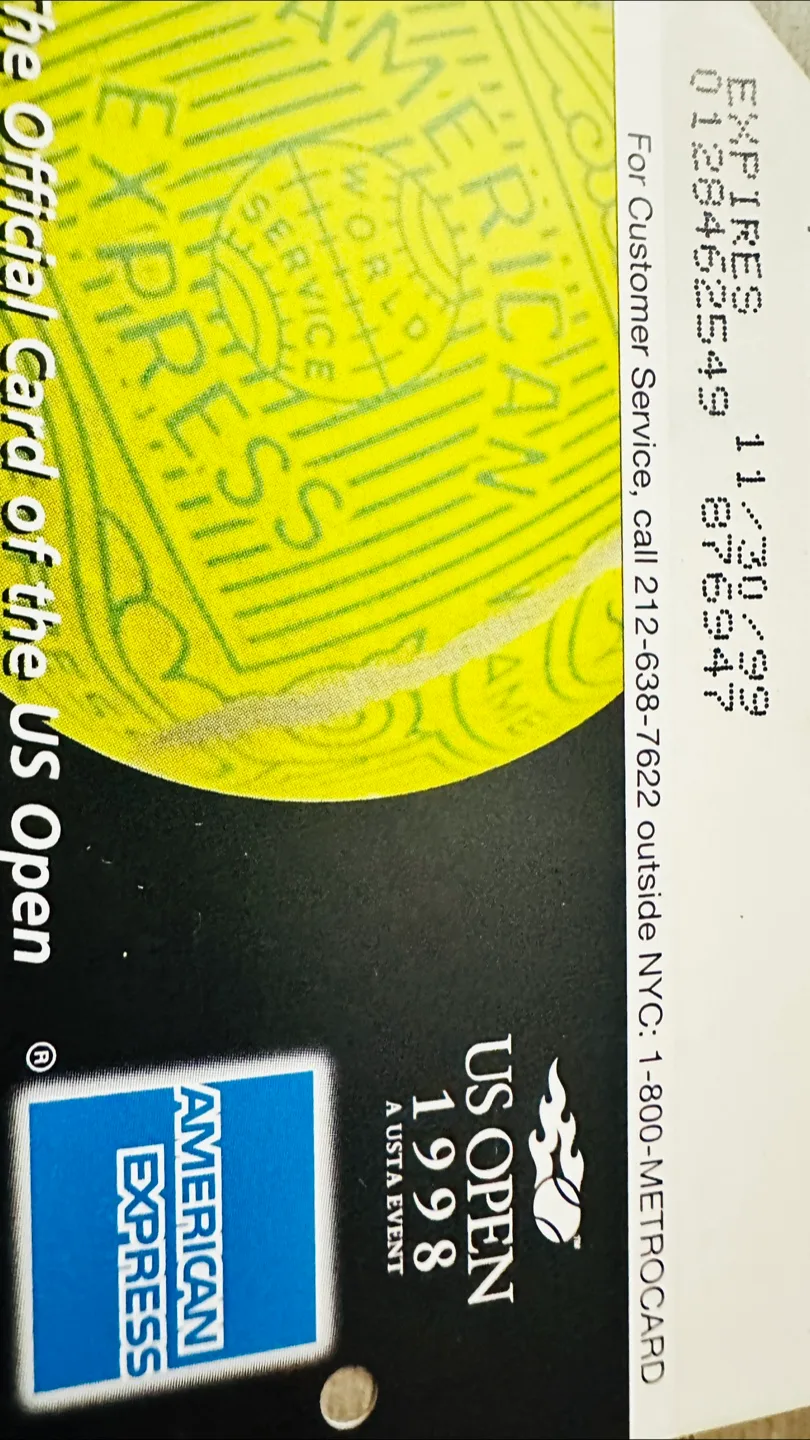 EXPIRES 11/30/99
0128462549 876947
For Customer Service, call 212-638-7622 outside NYC: 1-800-METROCARD
AMERICAN
WORLD
SERVICE
EXPRESS
US OPEN
1998
A USTA EVENT
AMERICAN
EXPRESS
The Official Card of the US Open ®